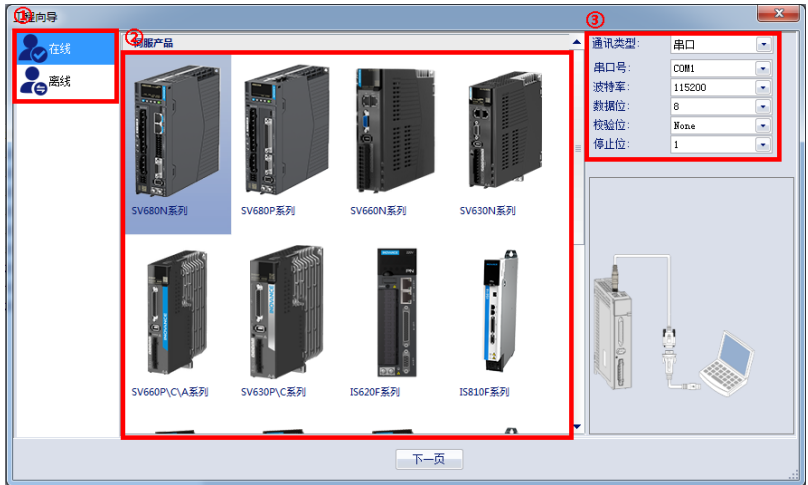 ① 工程向导
在线
离线
② 伺服产品
SV680N系列
SV680P系列
SV660N系列
SV630N系列
SV660P\C\A系列
SV630P\C系列
IS620F系列
IS810F系列
③
通讯类型: 串口
串口号: COM1
波特率: 115200
数据位: 8
校验位: None
停止位: 1
下一页